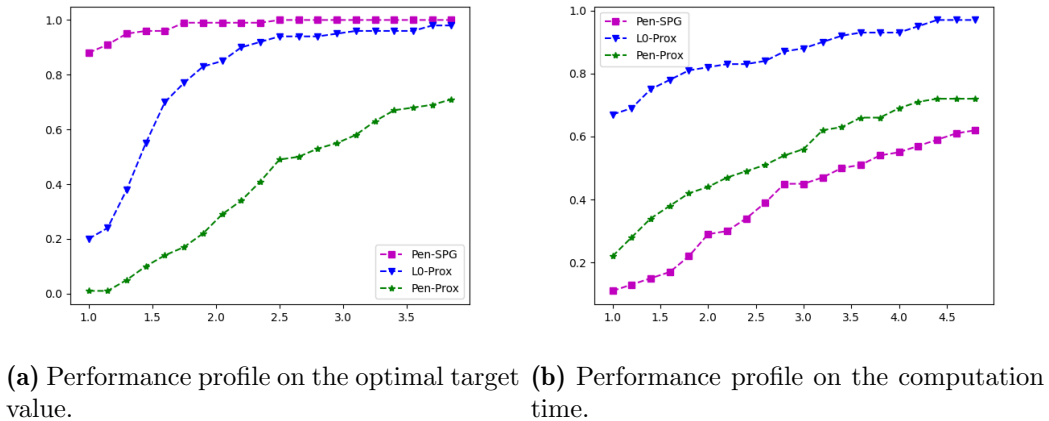 1.0
0.8
0.6
0.4
0.2
0.0
Pen-SPG
L0-Prox
Pen-Prox
1.0 1.5 2.0 2.5 3.0 3.5
1.0
0.8
0.6
0.4
0.2
Pen-SPG
L0-Prox
Pen-Prox
1.0 1.5 2.0 2.5 3.0 3.5 4.0 4.5
(a) Performance profile on the optimal target
value.
(b) Performance profile on the computation
time.